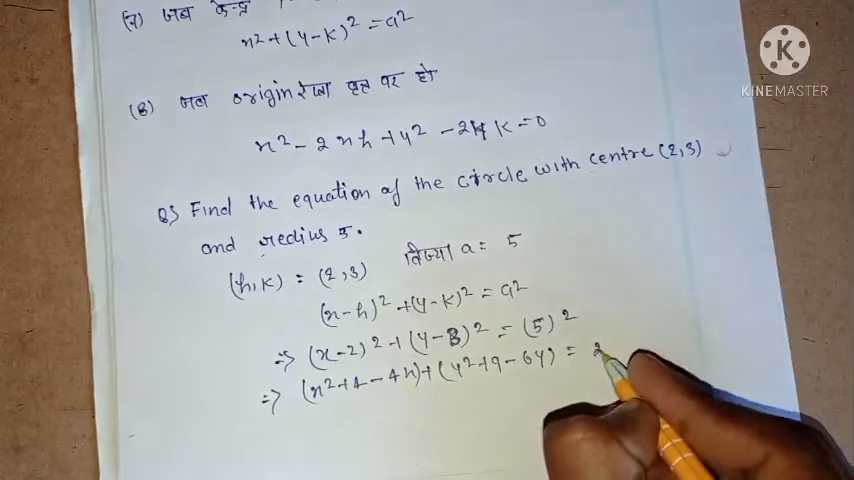 (7) जब केन्द्र
x² + (y - k)² = a²
(8) जब origin रेखा वृत्त पर हो
x² - 2xh + y² - 2yk = 0
Q) Find the equation of the circle with centre (2,3)
and redius 5.
(h,k) = (2,3) त्रिज्या a = 5
(x-h)² + (y-k)² = a²
=> (x-2)² + (y-3)² = (5)²
=> (x²+4-4x) + (y²+9-6y) = 2
K
KINEMASTER